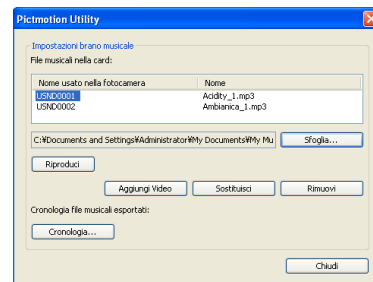 Pictmotion Utility
Impostazioni brano musicale
File musicali nella card:
Nome usato nella fotocamera Nome
USND0001 Acidity_1.mp3
USND0002 Ambianica_1.mp3
C:¥Documents and Settings¥Administrator¥My Documents¥My Mu Sfoglia...
Riproduci
Aggiungi Video Sostituisci Rimuovi
Cronologia file musicali esportati:
Cronologia...
Chiudi